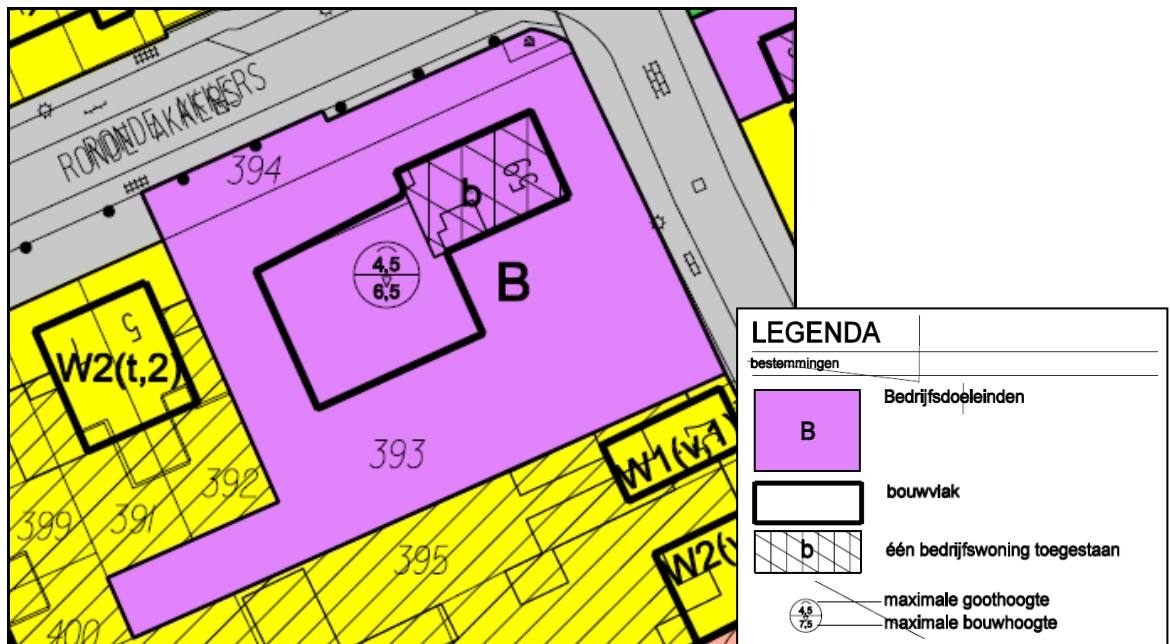 RONDE AKKERS
394
b
59
4,5
6,5
B
5
W2(t,2)
393
W1(v,1)
392
399
391
395
W2(v
400
LEGENDA
bestemmingen
B
Bedrijfsdoeleinden
bouwvlak
b
één bedrijfswoning toegestaan
4,5
7,5
maximale goothoogte
maximale bouwhoogte